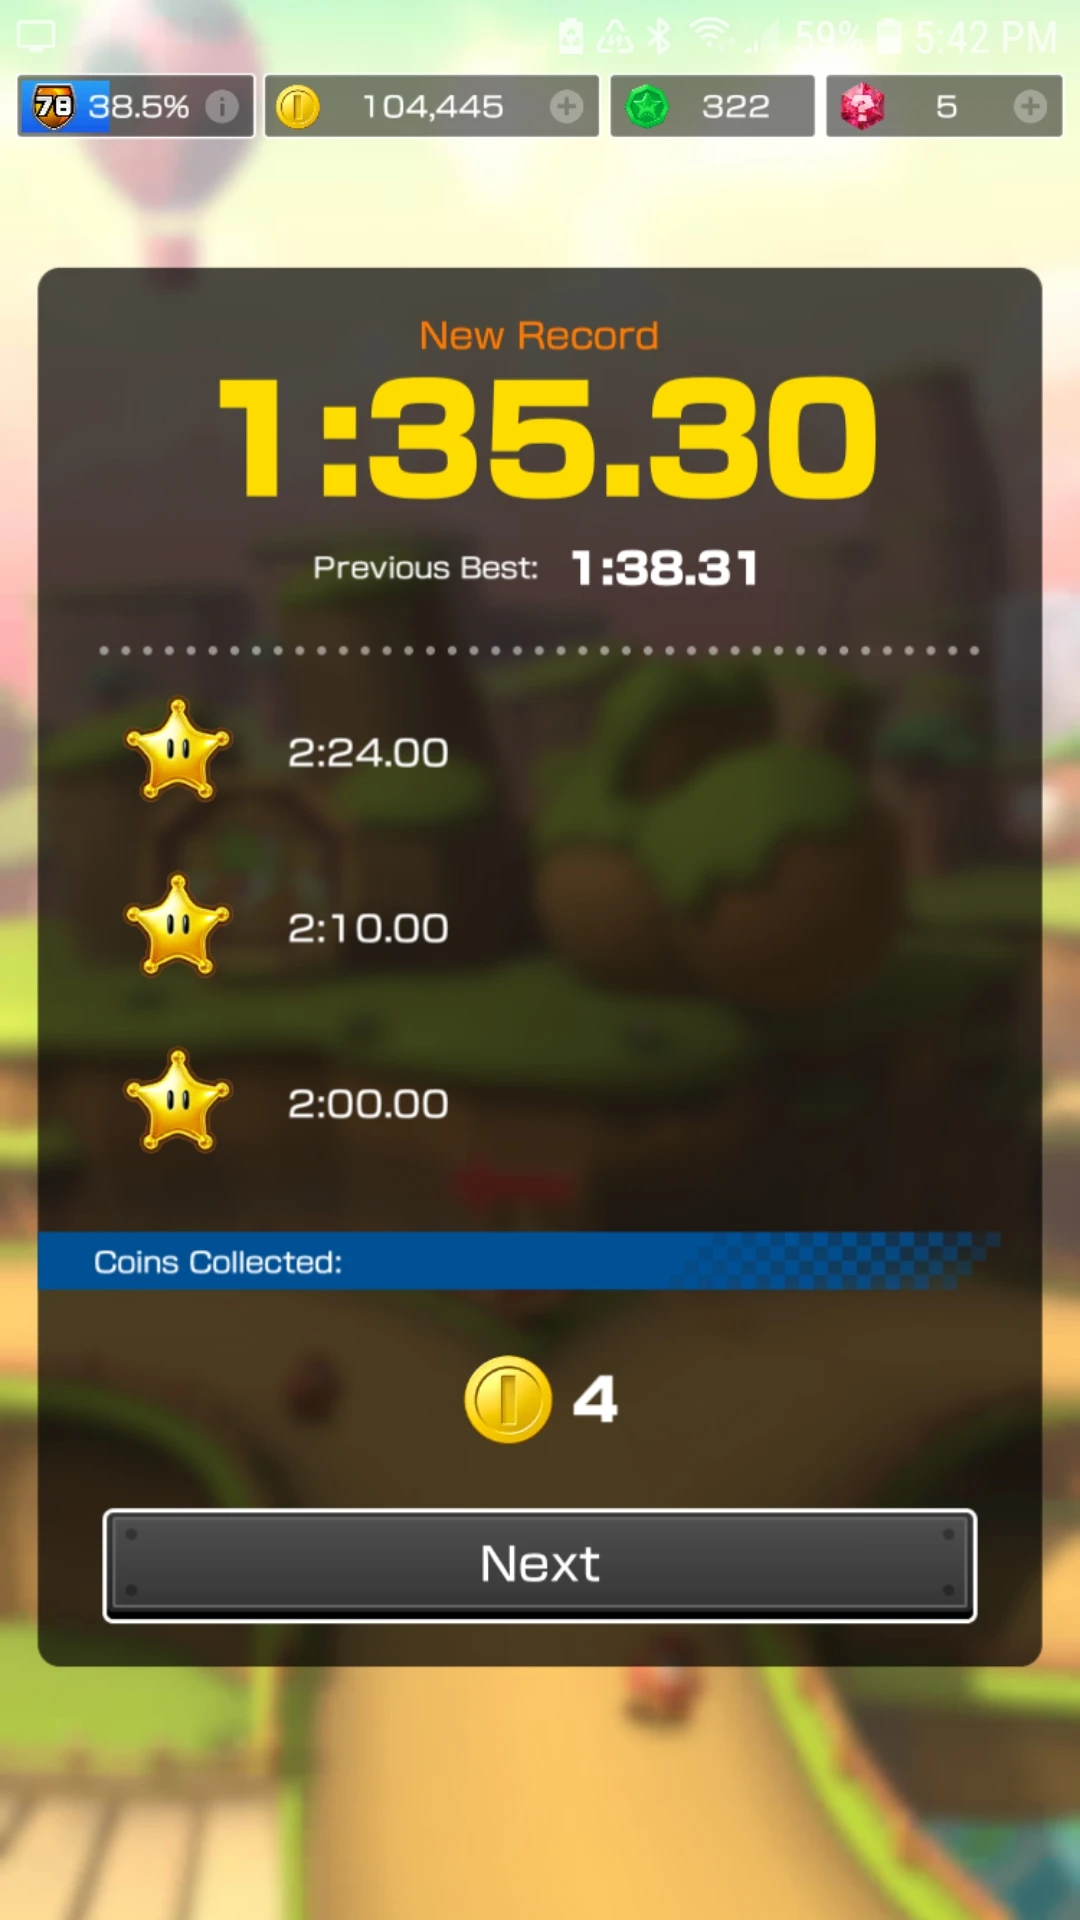 59% 5:42 PM
78 38.5% i 104,445 + 322 ? 5 +
New Record
1:35.30
Previous Best: 1:38.31
2:24.00
2:10.00
2:00.00
Coins Collected:
4
Next